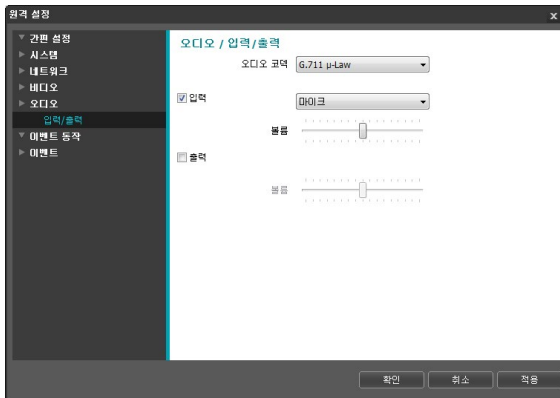 원격 설정
x
간편 설정
시스템
네트워크
비디오
오디오
입력/출력
이벤트 동작
이벤트
오디오 / 입력/출력
오디오 코덱 G.711 μ-Law
입력 마이크
볼륨
출력
볼륨
확인 취소 적용